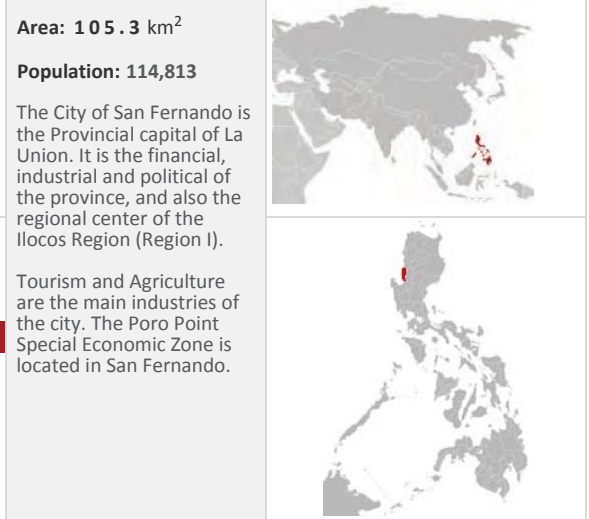 Area: 105.3 km²
Population: 114,813
The City of San Fernando is
the Provincial capital of La
Union. It is the financial,
industrial and political of
the province, and also the
regional center of the
Ilocos Region (Region I).
Tourism and Agriculture
are the main industries of
the city. The Poro Point
Special Economic Zone is
located in San Fernando.